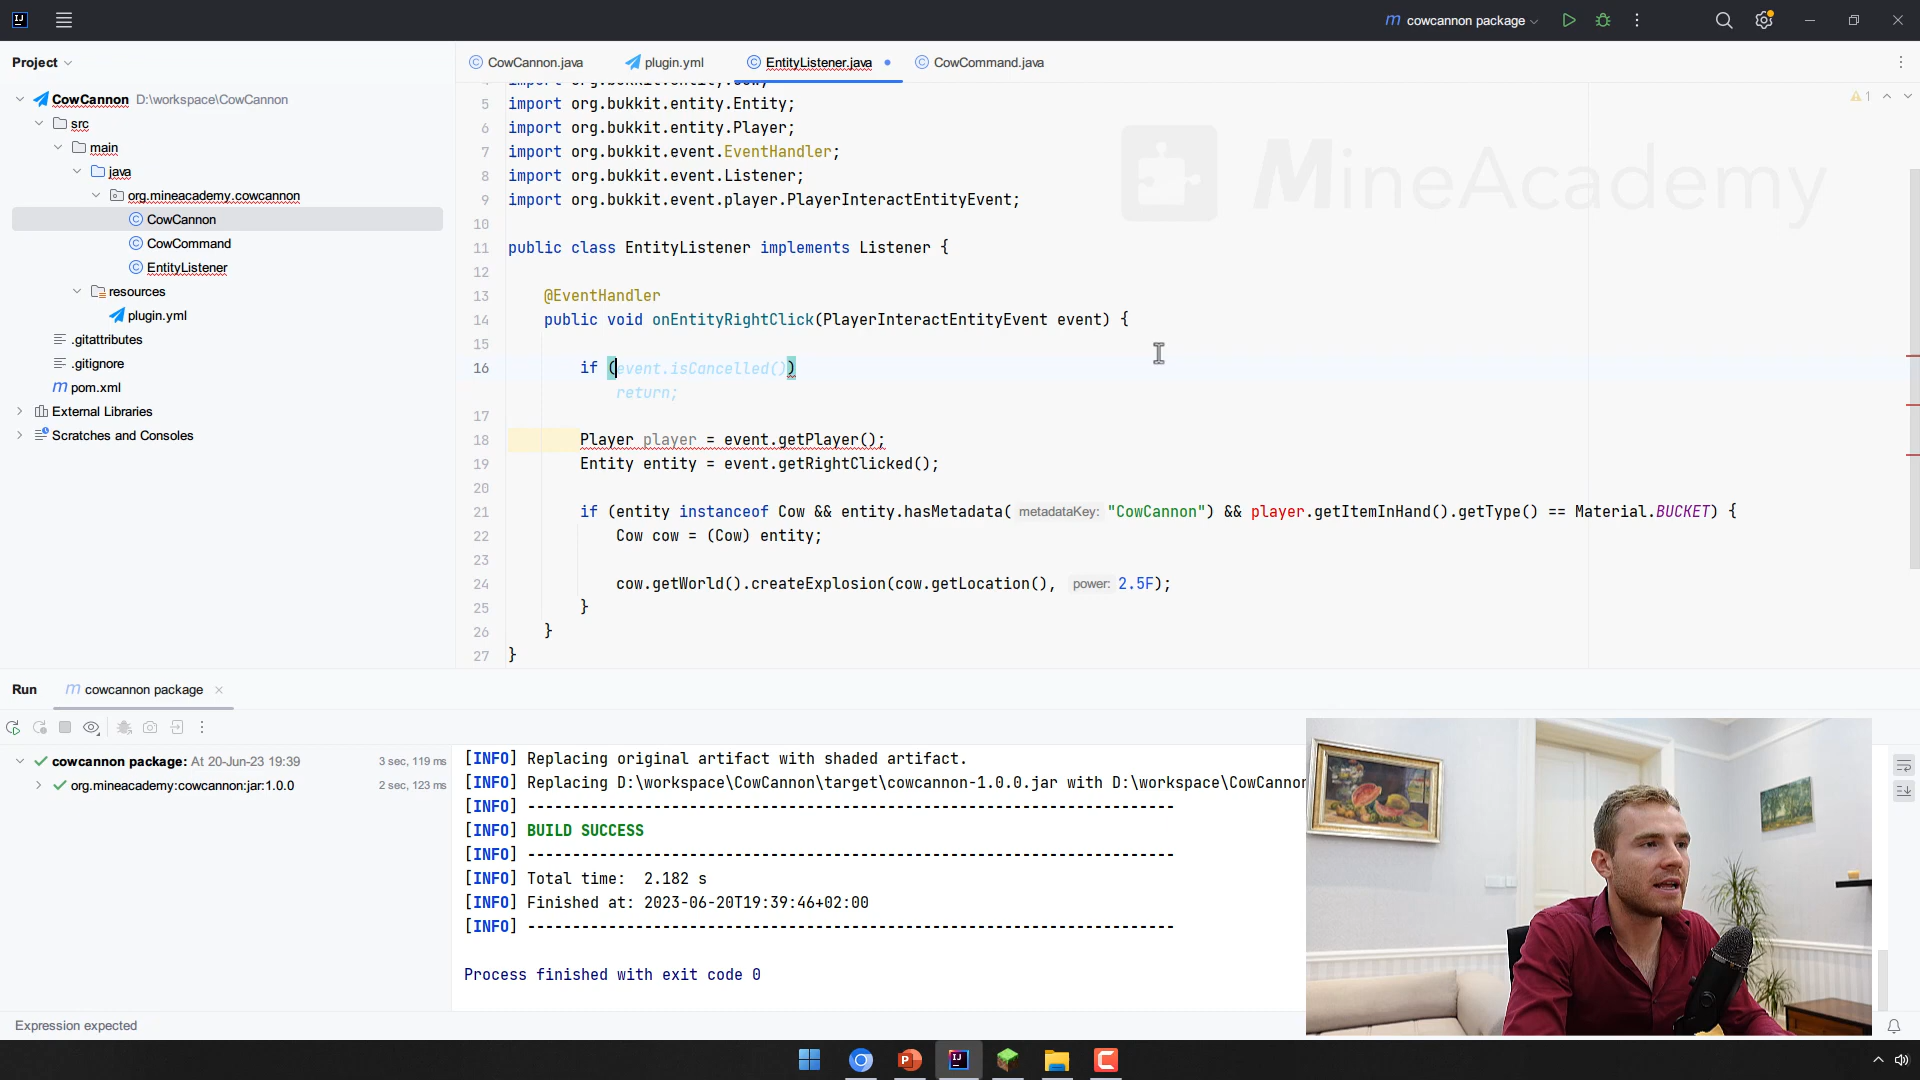 cowcannon package
Project
CowCannon D:\workspace\CowCannon
src
main
java
org.mineacademy.cowcannon
CowCannon
CowCommand
EntityListener
resources
plugin.yml
.gitattributes
.gitignore
pom.xml
External Libraries
Scratches and Consoles
CowCannon.java plugin.yml EntityListener.java CowCommand.java
1
MineAcademy
5 import org.bukkit.entity.Entity;
6 import org.bukkit.entity.Player;
7 import org.bukkit.event.EventHandler;
8 import org.bukkit.event.Listener;
9 import org.bukkit.event.player.PlayerInteractEntityEvent;
10
11 public class EntityListener implements Listener {
12
13 @EventHandler
14 public void onEntityRightClick(PlayerInteractEntityEvent event) {
15
16 if (event.isCancelled())
return;
17
18 Player player = event.getPlayer();
19 Entity entity = event.getRightClicked();
20
21 if (entity instanceof Cow && entity.hasMetadata( metadataKey: "CowCannon") && player.getItemInHand().getType() == Material.BUCKET) {
22 Cow cow = (Cow) entity;
23
24 cow.getWorld().createExplosion(cow.getLocation(), power: 2.5F);
25 }
26 }
27 }
Run cowcannon package
cowcannon package: At 20-Jun-23 19:39 3 sec, 119 ms
org.mineacademy:cowcannon:jar:1.0.0 2 sec, 123 ms
[INFO] Replacing original artifact with shaded artifact.
[INFO] Replacing D:\workspace\CowCannon\target\cowcannon-1.0.0.jar with D:\workspace\CowCannon
[INFO] ------------------------------------------------------------------------
[INFO] BUILD SUCCESS
[INFO] ------------------------------------------------------------------------
[INFO] Total time: 2.182 s
[INFO] Finished at: 2023-06-20T19:39:46+02:00
[INFO] ------------------------------------------------------------------------
Process finished with exit code 0
Expression expected